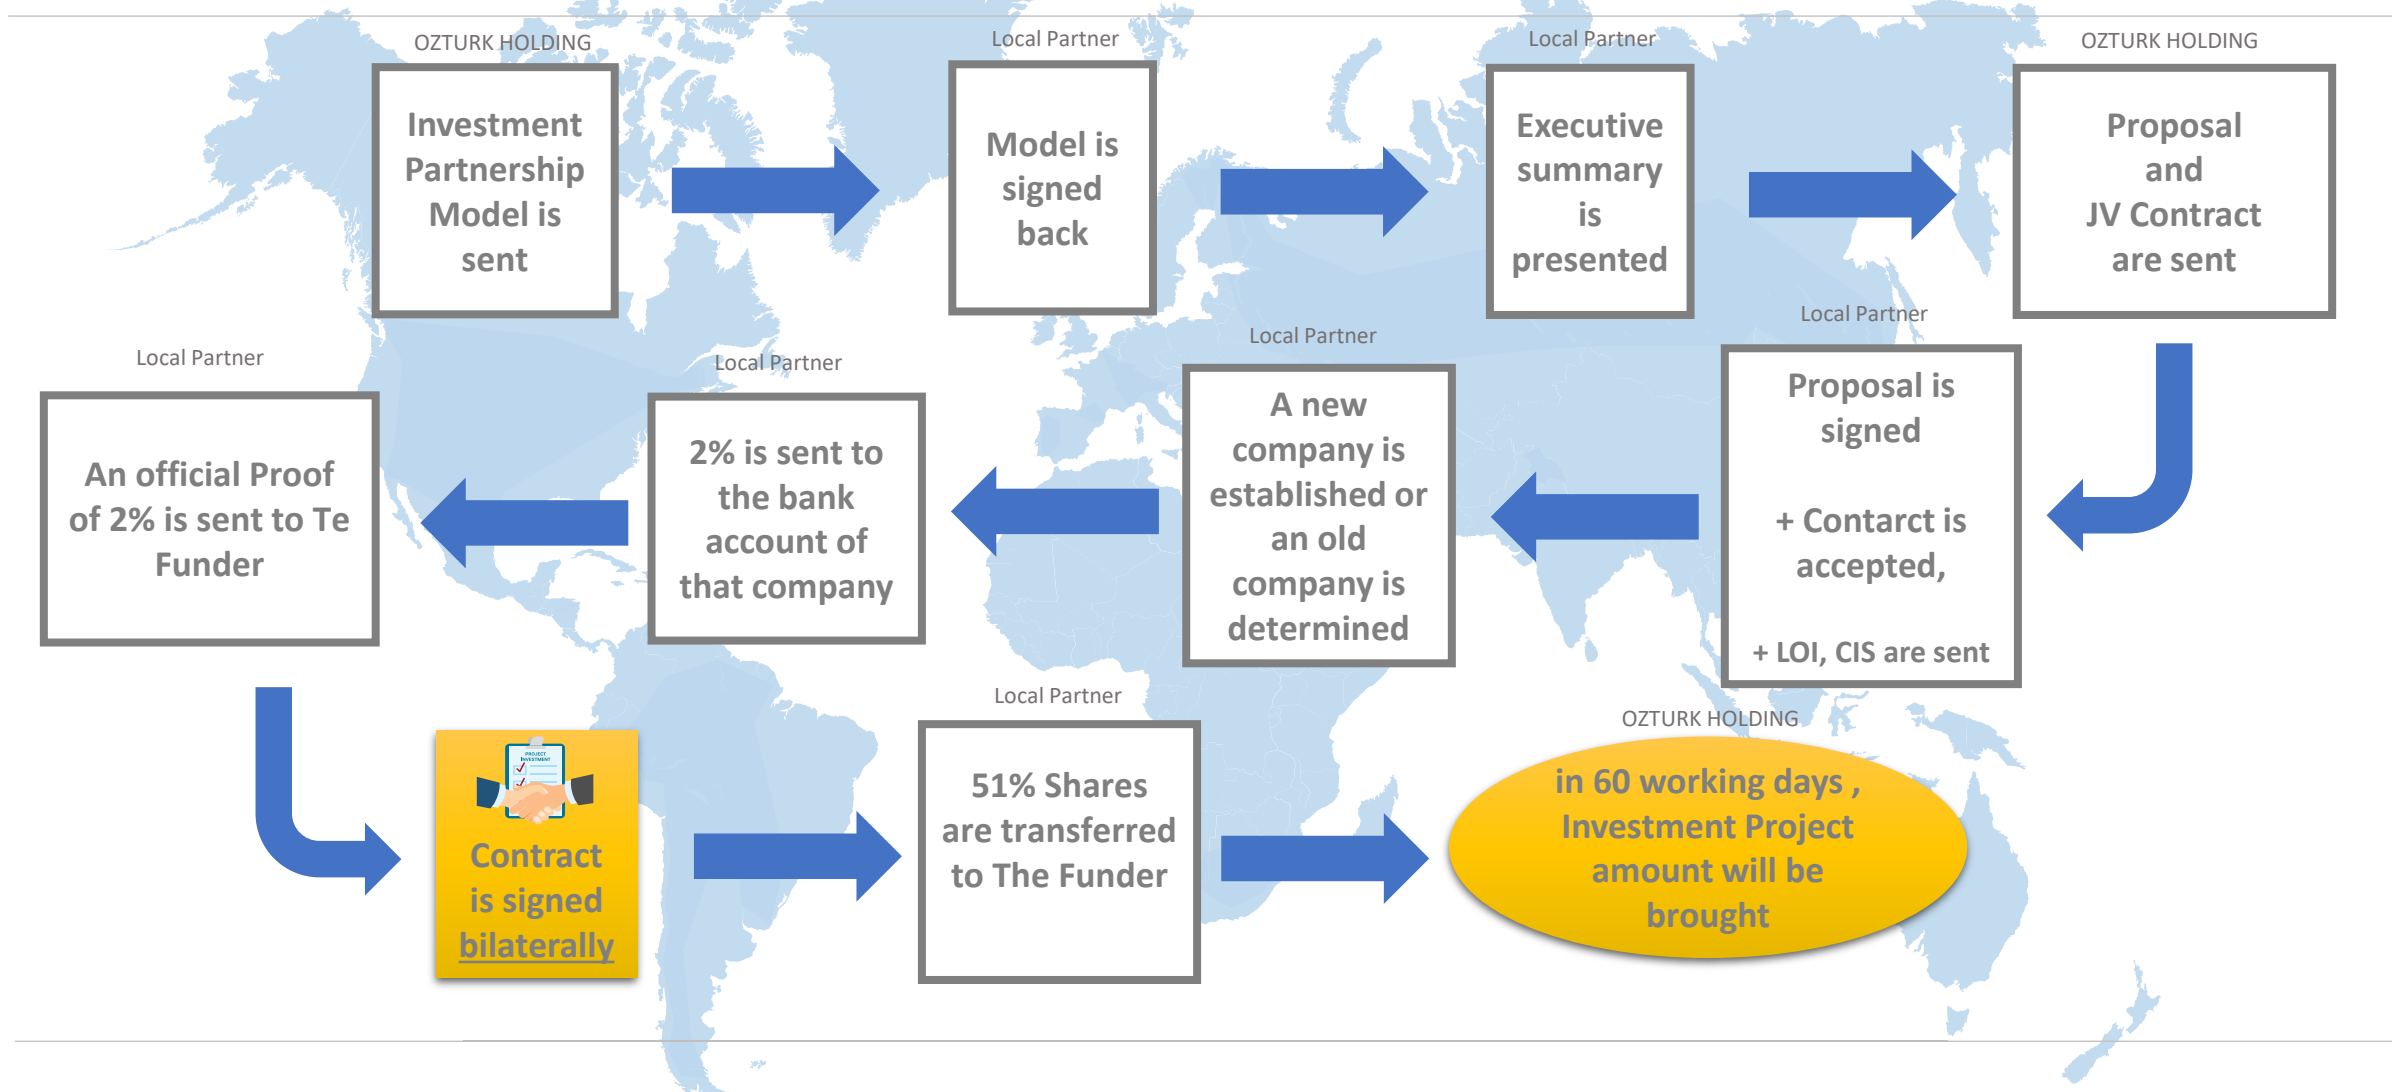 OZTURK HOLDING
Investment
Partnership
Model is
sent
Local Partner
Model is
signed
back
Local Partner
Executive
summary
is
presented
OZTURK HOLDING
Proposal
and
JV Contract
are sent
Local Partner
Proposal is
signed
+ Contarct is
accepted,
+ LOI, CIS are sent
Local Partner
A new
company is
established or
an old
company is
determined
Local Partner
2% is sent to
the bank
account of
that company
Local Partner
An official Proof
of 2% is sent to Te
Funder
PROJECT
INVESTMENT
Contract
is signed
bilaterally
Local Partner
51% Shares
are transferred
to The Funder
OZTURK HOLDING
in 60 working days ,
Investment Project
amount will be
brought